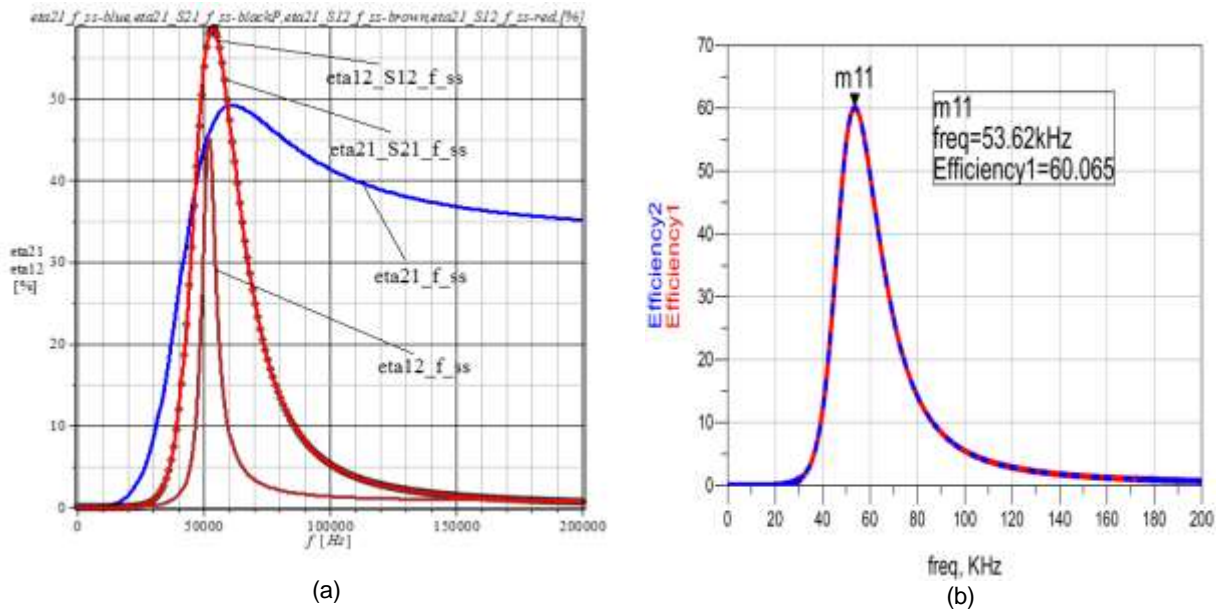 eta21_f_ss-blue,eta21_S21_f_ss-blackP,eta21_S12_f_ss-brown,eta21_S12_f_ss-red,[%]
eta12_S12_f_ss
eta21_S21_f_ss
eta21_f_ss
eta12_f_ss
50
40
30
20
10
0
eta21
eta12
[%]
0 50000 100000 150000 200000
f [Hz]
(a)
70
60
50
40
30
20
10
0
m11
m11
freq=53.62kHz
Efficiency1=60.065
Efficiency2
Efficiency1
0 20 40 60 80 100 120 140 160 180 200
freq, KHz
(b)